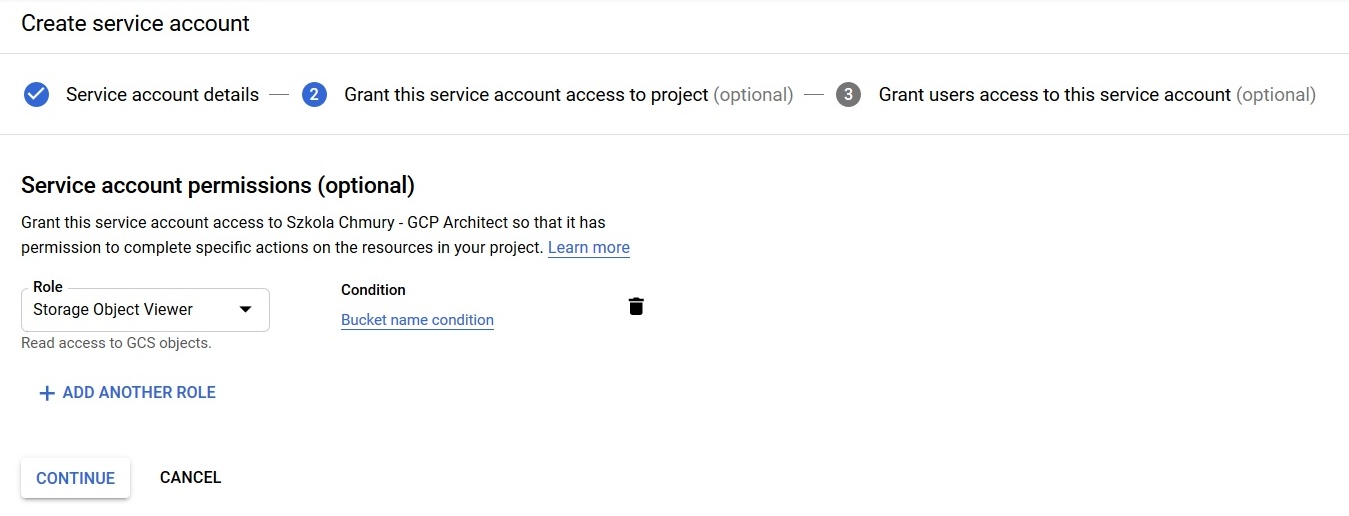 Create service account
Service account details
2 Grant this service account access to project (optional)
3 Grant users access to this service account (optional)
Service account permissions (optional)
Grant this service account access to Szkola Chmury - GCP Architect so that it has
permission to complete specific actions on the resources in your project. Learn more
Role
Storage Object Viewer
Read access to GCS objects.
Condition
Bucket name condition
ADD ANOTHER ROLE
CONTINUE
CANCEL